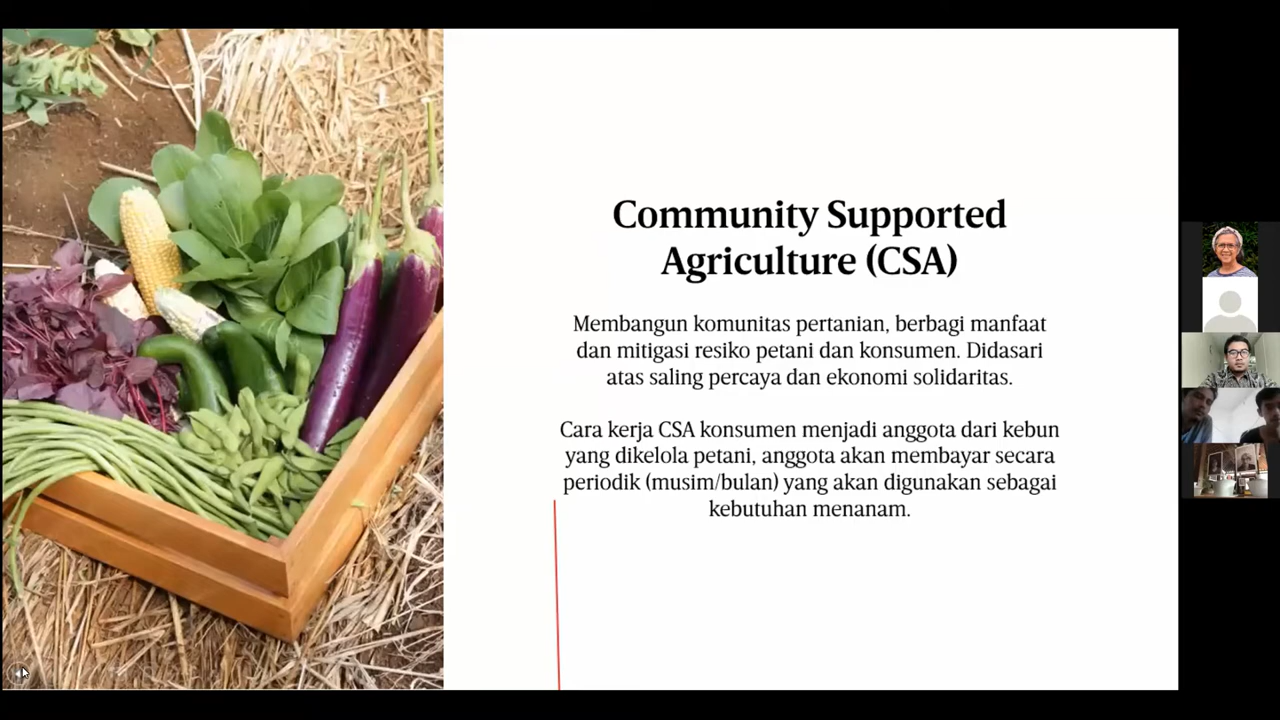 Community Supported
Agriculture (CSA)
Membangun komunitas pertanian, berbagi manfaat
dan mitigasi resiko petani dan konsumen. Didasari
atas saling percaya dan ekonomi solidaritas.
Cara kerja CSA konsumen menjadi anggota dari kebun
yang dikelola petani, anggota akan membayar secara
periodik (musim/bulan) yang akan digunakan sebagai
kebutuhan menanam.